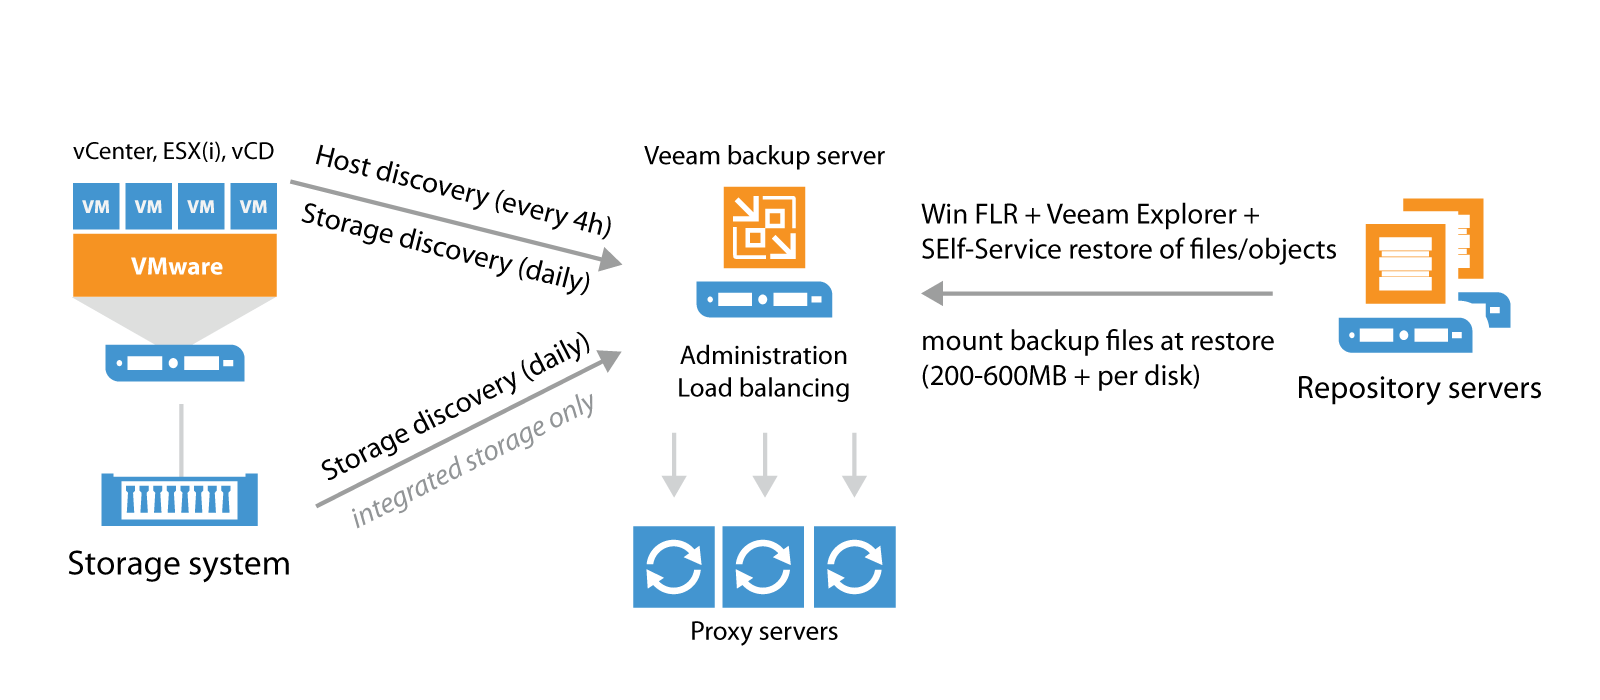 vCenter, ESX(i), vCD
VM VM VM VM
VMware
Storage system
Host discovery (every 4h)
Storage discovery (daily)
Storage discovery (daily)
integrated storage only
Veeam backup server
Administration
Load balancing
Proxy servers
Win FLR + Veeam Explorer +
SElf-Service restore of files/objects
mount backup files at restore
(200-600MB + per disk)
Repository servers